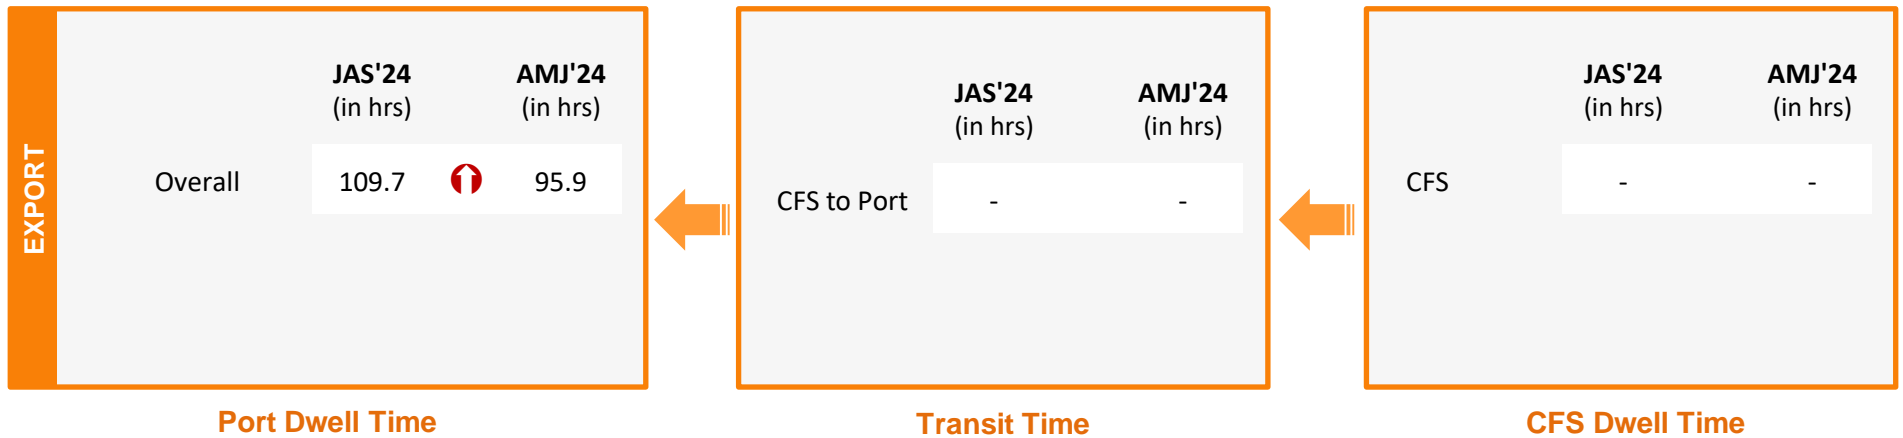 EXPORT
JAS'24 AMJ'24
(in hrs) (in hrs)
Overall 109.7 95.9
Port Dwell Time
JAS'24 AMJ'24
(in hrs) (in hrs)
CFS to Port - -
Transit Time
JAS'24 AMJ'24
(in hrs) (in hrs)
CFS - -
CFS Dwell Time